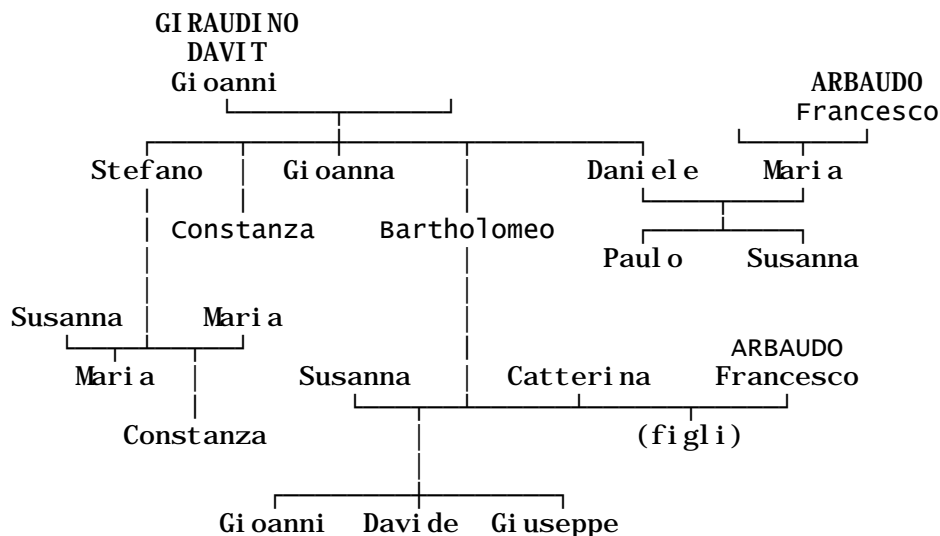 GIRAUDINO
DAVIT
Gioanni
ARBAUDO
Francesco
Stefano Gioanna Daniele Maria
Constanza Bartholomeo
Paulo Susanna
Susanna Maria
ARBAUDO
Maria Susanna Catterina Francesco
Constanza (figli)
Gioanni Davide Giuseppe